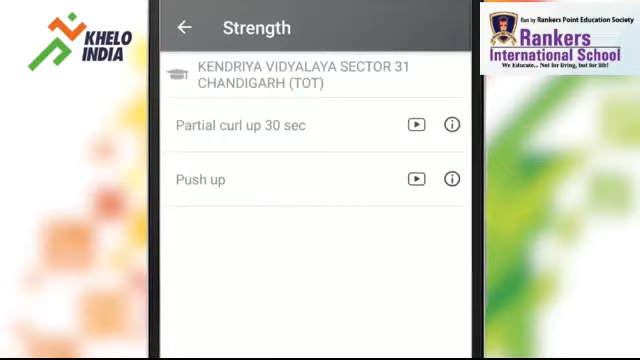 KHELO
INDIA
Strength
Run by Rankers Point Education Society
Rankers
International School
We Educate... Not for living, but for life!
KENDRIYA VIDYALAYA SECTOR 31
CHANDIGARH (TOT)
Partial curl up 30 sec
Push up